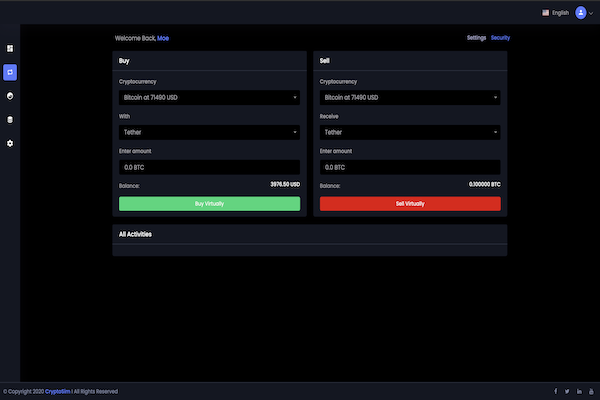 English
Welcome Back, Moe
Settings Security
Buy
Cryptocurrency
Bitcoin at 71490 USD
With
Tether
Enter amount
0.0 BTC
Balance: 3976.50 USD
Buy Virtually
Sell
Cryptocurrency
Bitcoin at 71490 USD
Receive
Tether
Enter amount
0.0 BTC
Balance: 0.100000 BTC
Sell Virtually
All Activities
© Copyright 2020 CryptoSim I All Rights Reserved